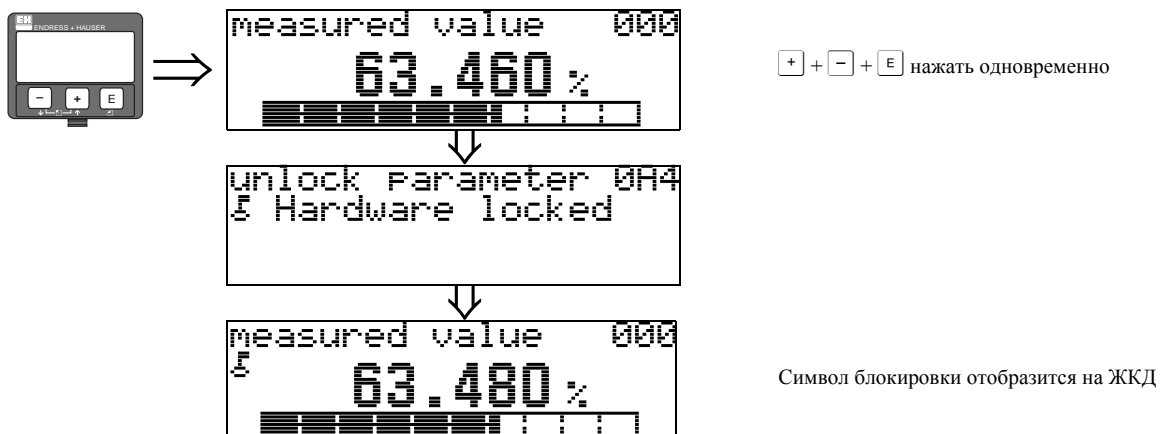 EH
ENDRESS + HAUSER
- + E
measured value 000
63.460 %
+ + - + E нажать одновременно
unlock parameter 0A4
Hardware locked
measured value 000
63.480 %
Символ блокировки отобразится на ЖКД